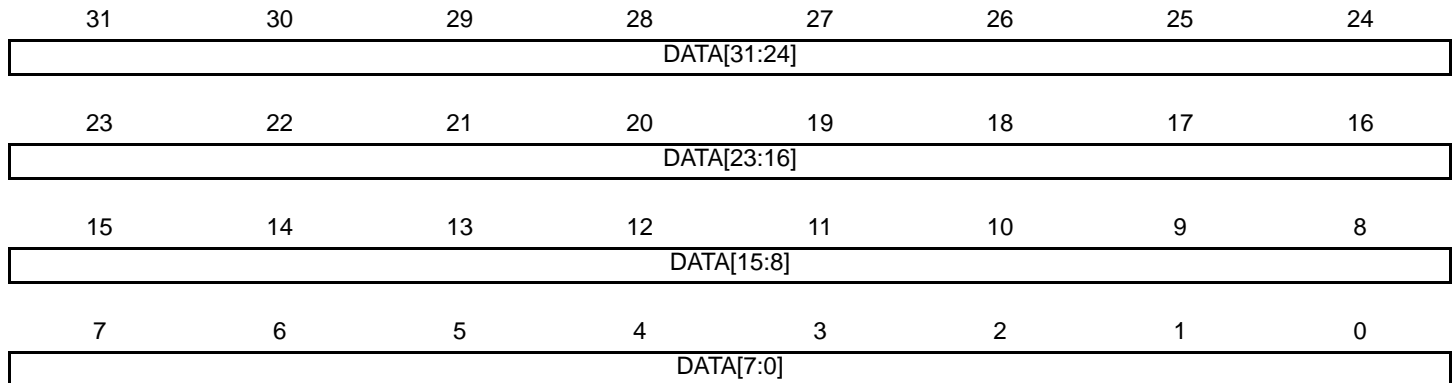 31 30 29 28 27 26 25 24
DATA[31:24]
23 22 21 20 19 18 17 16
DATA[23:16]
15 14 13 12 11 10 9 8
DATA[15:8]
7 6 5 4 3 2 1 0
DATA[7:0]